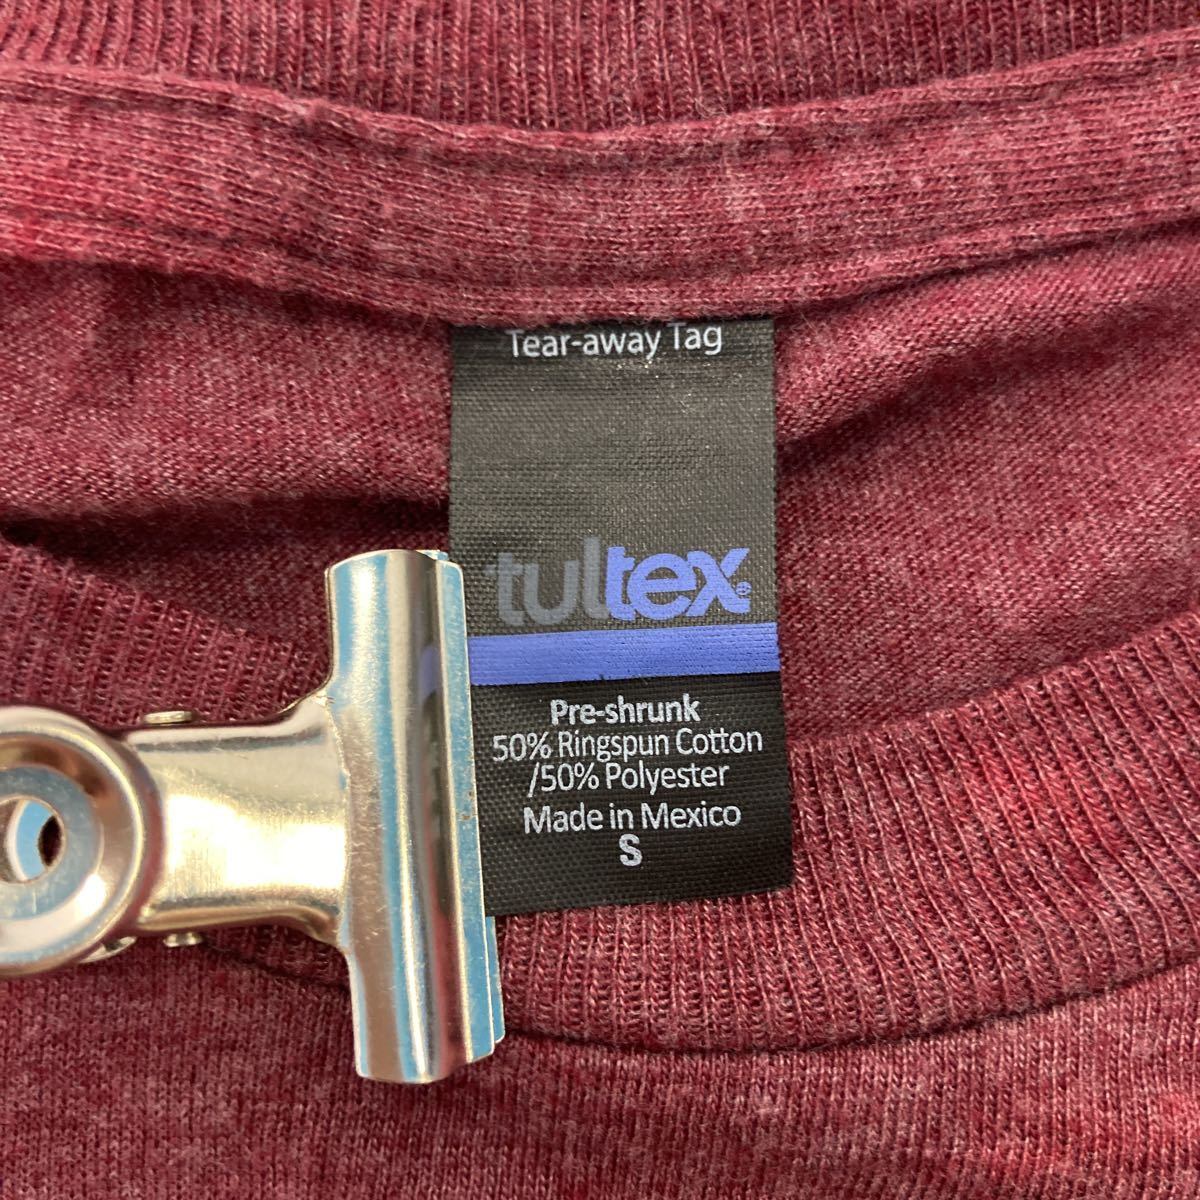 Tear-away Tag
tultex®
Pre-shrunk
50% Ringspun Cotton
/50% Polyester
Made in Mexico
S